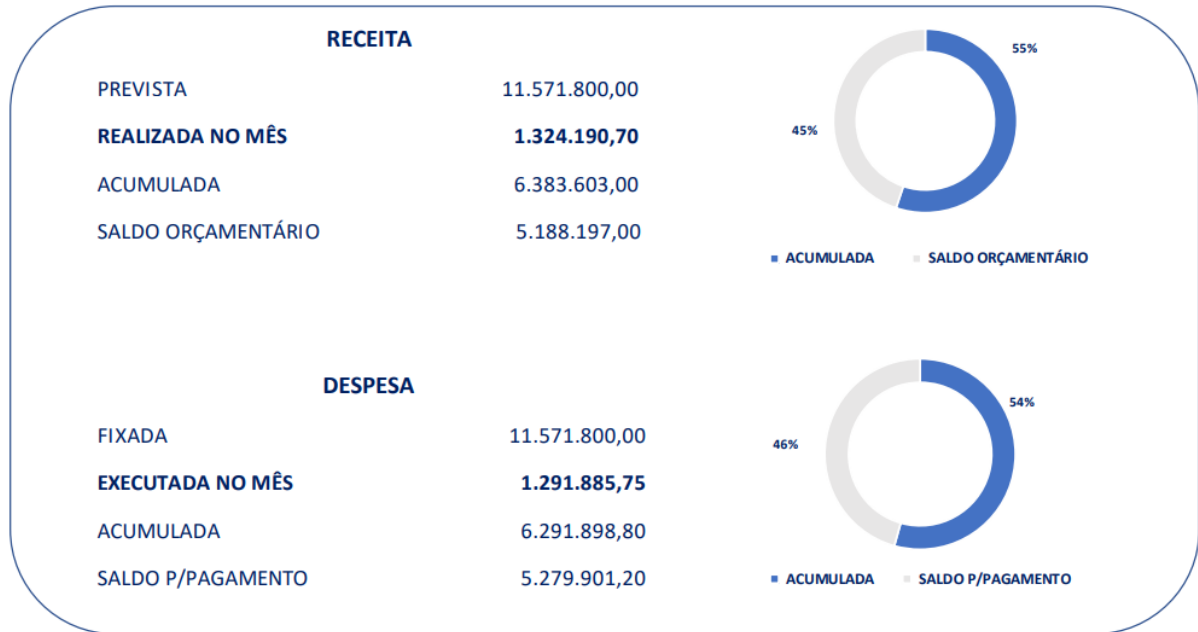 RECEITA
PREVISTA 11.571.800,00
REALIZADA NO MÊS 1.324.190,70
ACUMULADA 6.383.603,00
SALDO ORÇAMENTÁRIO 5.188.197,00
55%
45%
ACUMULADA SALDO ORÇAMENTÁRIO
DESPESA
FIXADA 11.571.800,00
EXECUTADA NO MÊS 1.291.885,75
ACUMULADA 6.291.898,80
SALDO P/PAGAMENTO 5.279.901,20
54%
46%
ACUMULADA SALDO P/PAGAMENTO